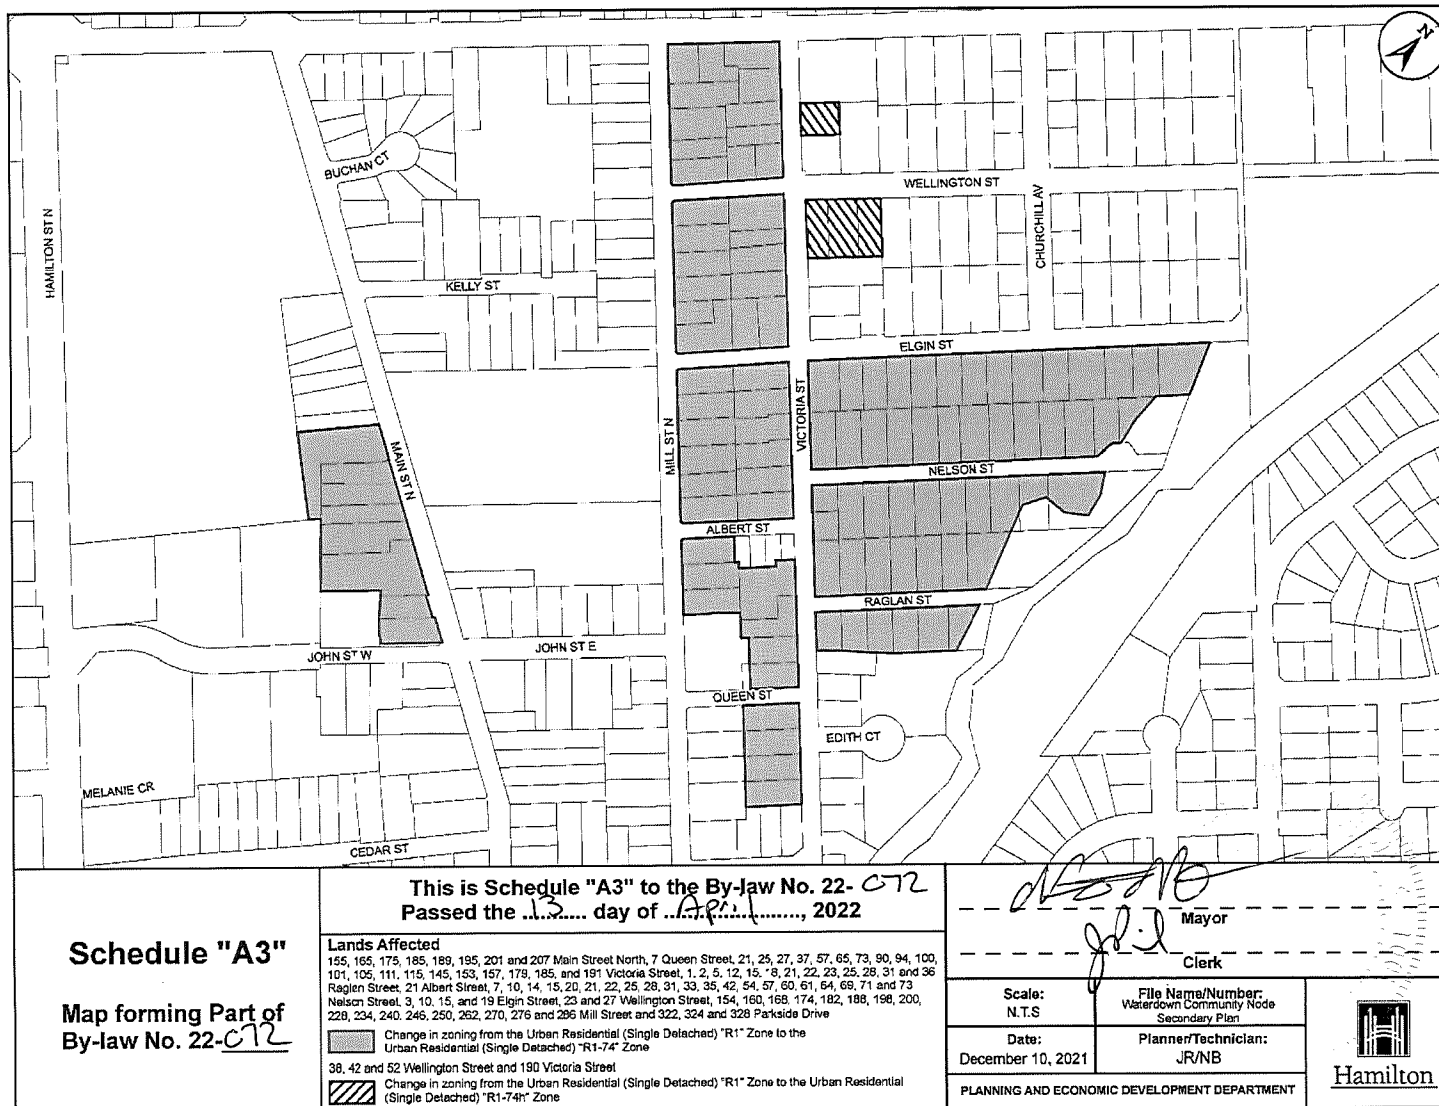 N
BUCHAN CT
WELLINGTON ST
HAMILTON ST N
CHURCHILL AV
KELLY ST
ELGIN ST
VICTORIA ST
MAIN ST N
MILL ST N
NELSON ST
ALBERT ST
RAGLAN ST
JOHN ST W
JOHN ST E
QUEEN ST
EDITH CT
MELANIE CR
CEDAR ST
Schedule "A3"
Map forming Part of
By-law No. 22-072
This is Schedule "A3" to the By-law No. 22- 072
Passed the ..13..... day of ...April........., 2022
Lands Affected
155, 165, 175, 185, 189, 195, 201 and 207 Main Street North, 7 Queen Street, 21, 25, 27, 37, 57, 65, 73, 90, 94, 100,
101, 105, 111, 115, 145, 153, 157, 179, 185, and 191 Victoria Street, 1, 2, 5, 12, 15, 21, 22, 23, 25, 28, 31 and 36
Raglen Street, 21 Albert Street, 7, 10, 14, 15, 20, 21, 22, 25, 28, 31, 33, 35, 42, 54, 57, 60, 61, 64, 69, 71 and 73
Nelson Street, 3, 10, 15, and 19 Elgin Street, 23 and 27 Wellington Street, 154, 160, 168, 174, 182, 188, 198, 200,
228, 234, 240, 246, 250, 262, 270, 276 and 286 Mill Street and 322, 324 and 328 Parkside Drive
Change in zoning from the Urban Residential (Single Detached) "R1" Zone to the
Urban Residential (Single Detached) "R1-74" Zone
38, 42 and 52 Wellington Street and 190 Victoria Street
Change in zoning from the Urban Residential (Single Detached) "R1" Zone to the Urban Residential
(Single Detached) "R1-74h" Zone
Mayor
Clerk
Scale:
N.T.S
File Name/Number:
Waterdown Community Node
Secondary Plan
Date:
December 10, 2021
Planner/Technician:
JR/NB
PLANNING AND ECONOMIC DEVELOPMENT DEPARTMENT
Hamilton